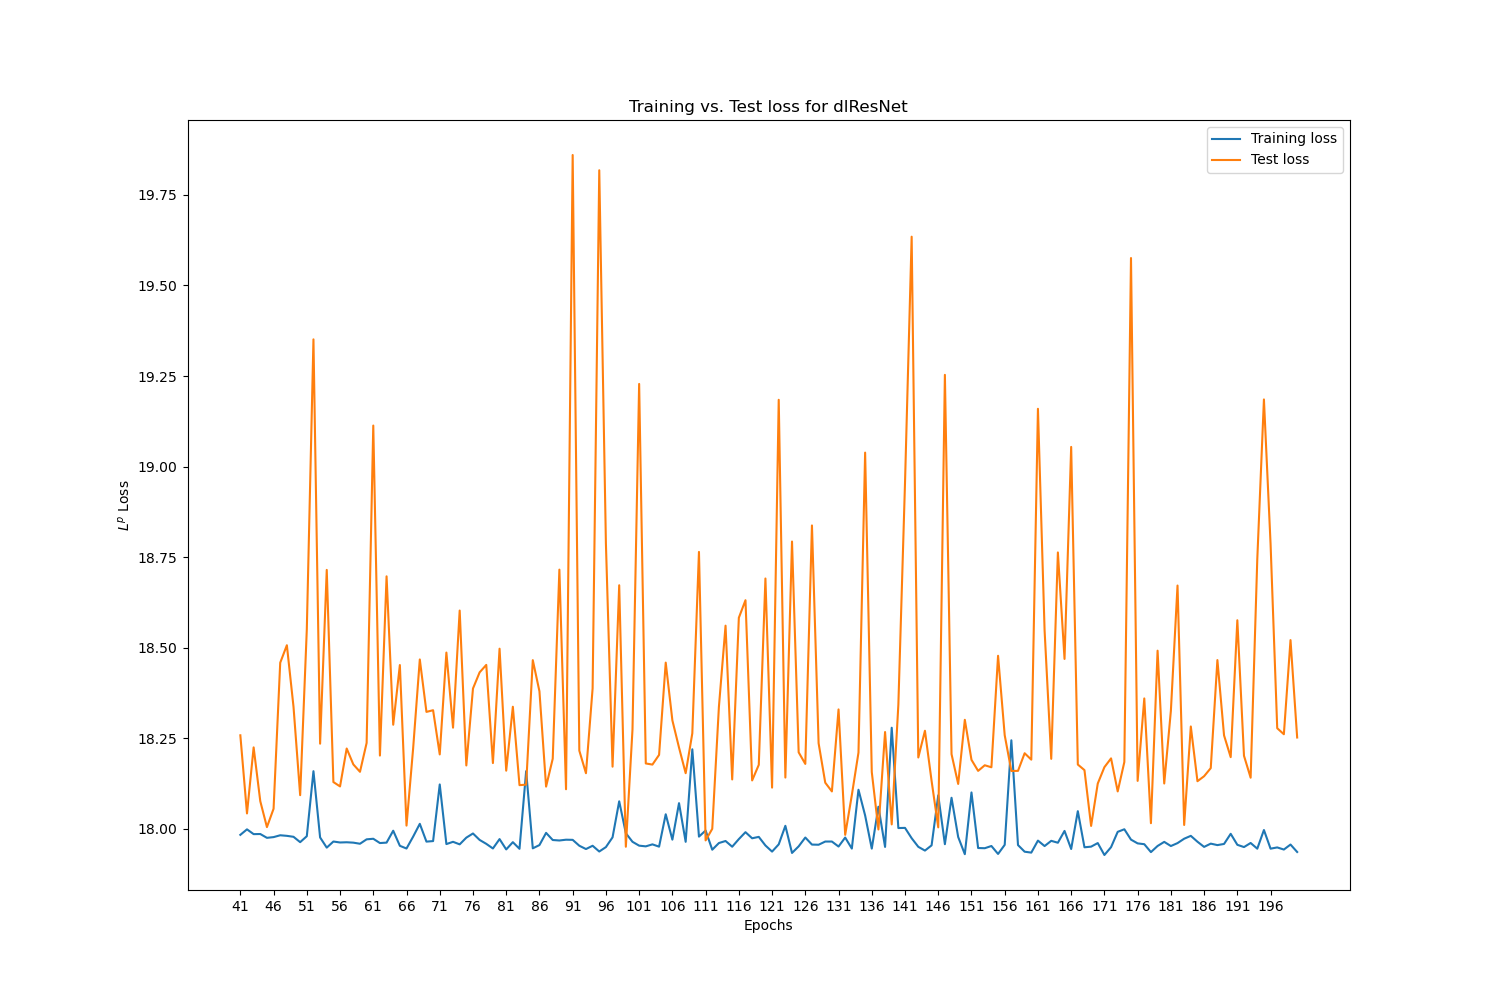 Training vs. Test loss for dlResNet
Training loss
Test loss
19.75
19.50
19.25
19.00
18.75
18.50
18.25
18.00
L^p Loss
41 46 51 56 61 66 71 76 81 86 91 96 101 106 111 116 121 126 131 136 141 146 151 156 161 166 171 176 181 186 191 196
Epochs